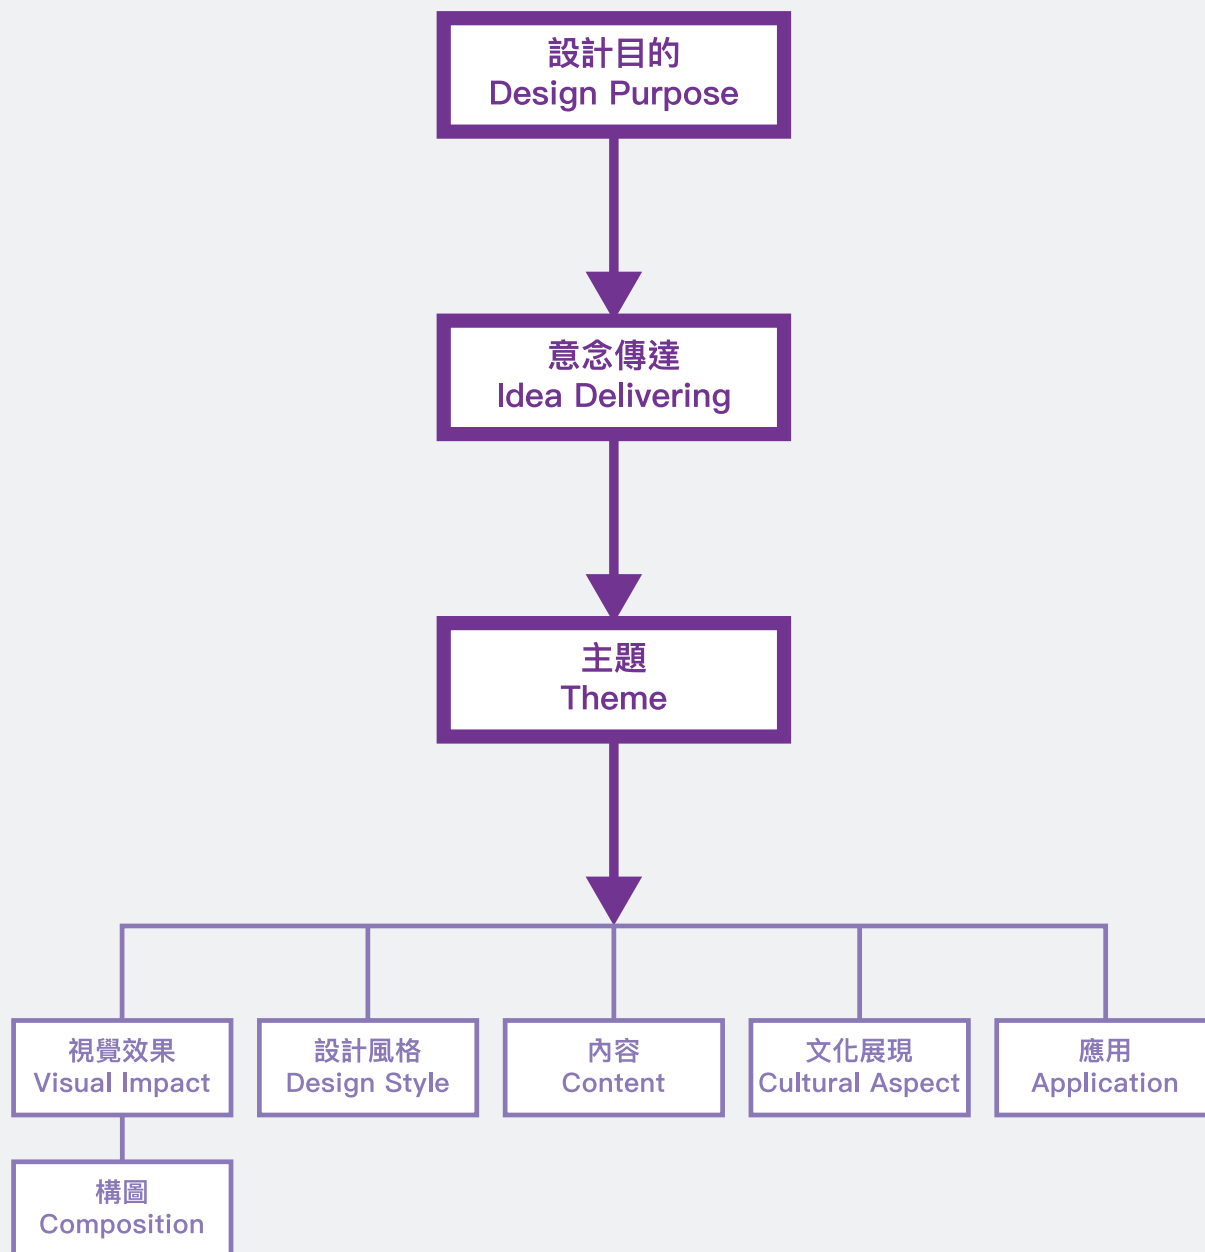 設計目的
Design Purpose
意念傳達
Idea Delivering
主題
Theme
視覺效果
Visual Impact
設計風格
Design Style
內容
Content
文化展現
Cultural Aspect
應用
Application
構圖
Composition